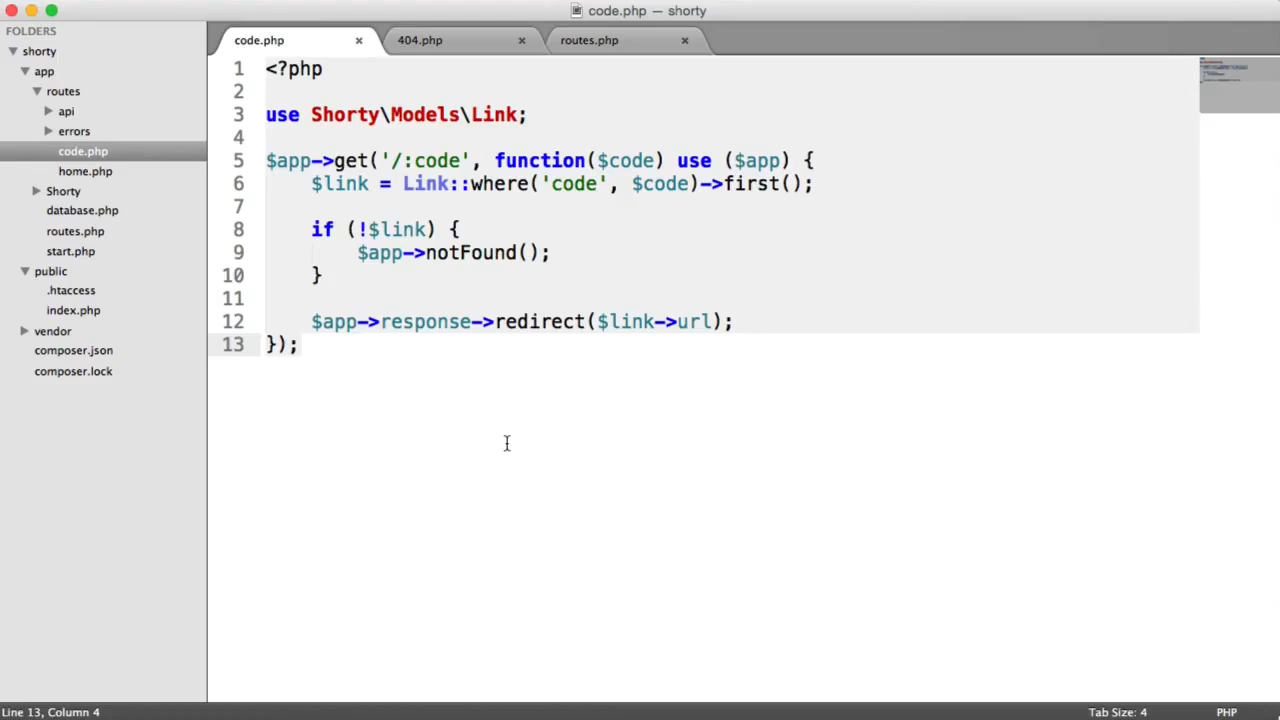 code.php — shorty
FOLDERS
shorty
app
routes
api
errors
code.php
home.php
Shorty
database.php
routes.php
start.php
public
.htaccess
index.php
vendor
composer.json
composer.lock
code.php × 404.php × routes.php ×
1 <?php
2
3 use Shorty\Models\Link;
4
5 $app->get('/:code', function($code) use ($app) {
6     $link = Link::where('code', $code)->first();
7
8     if (!$link) {
9         $app->notFound();
10     }
11
12     $app->response->redirect($link->url);
13 });
Line 13, Column 4 Tab Size: 4 PHP